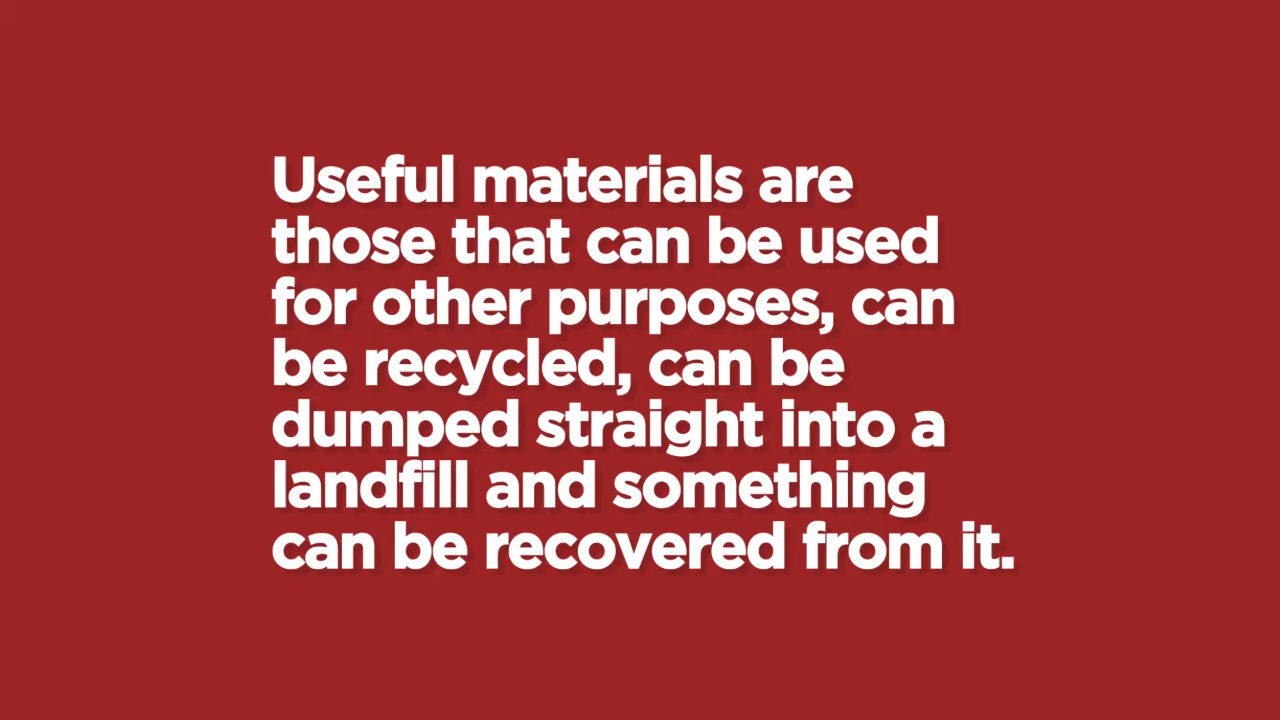 Useful materials are
those that can be used
for other purposes, can
be recycled, can be
dumped straight into a
landfill and something
can be recovered from it.